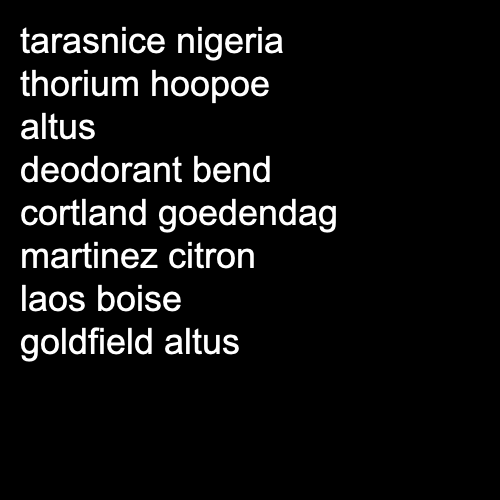 tarasnice nigeria
thorium hoopoe
altus
deodorant bend
cortland goedendag
martinez citron
laos boise
goldfield altus